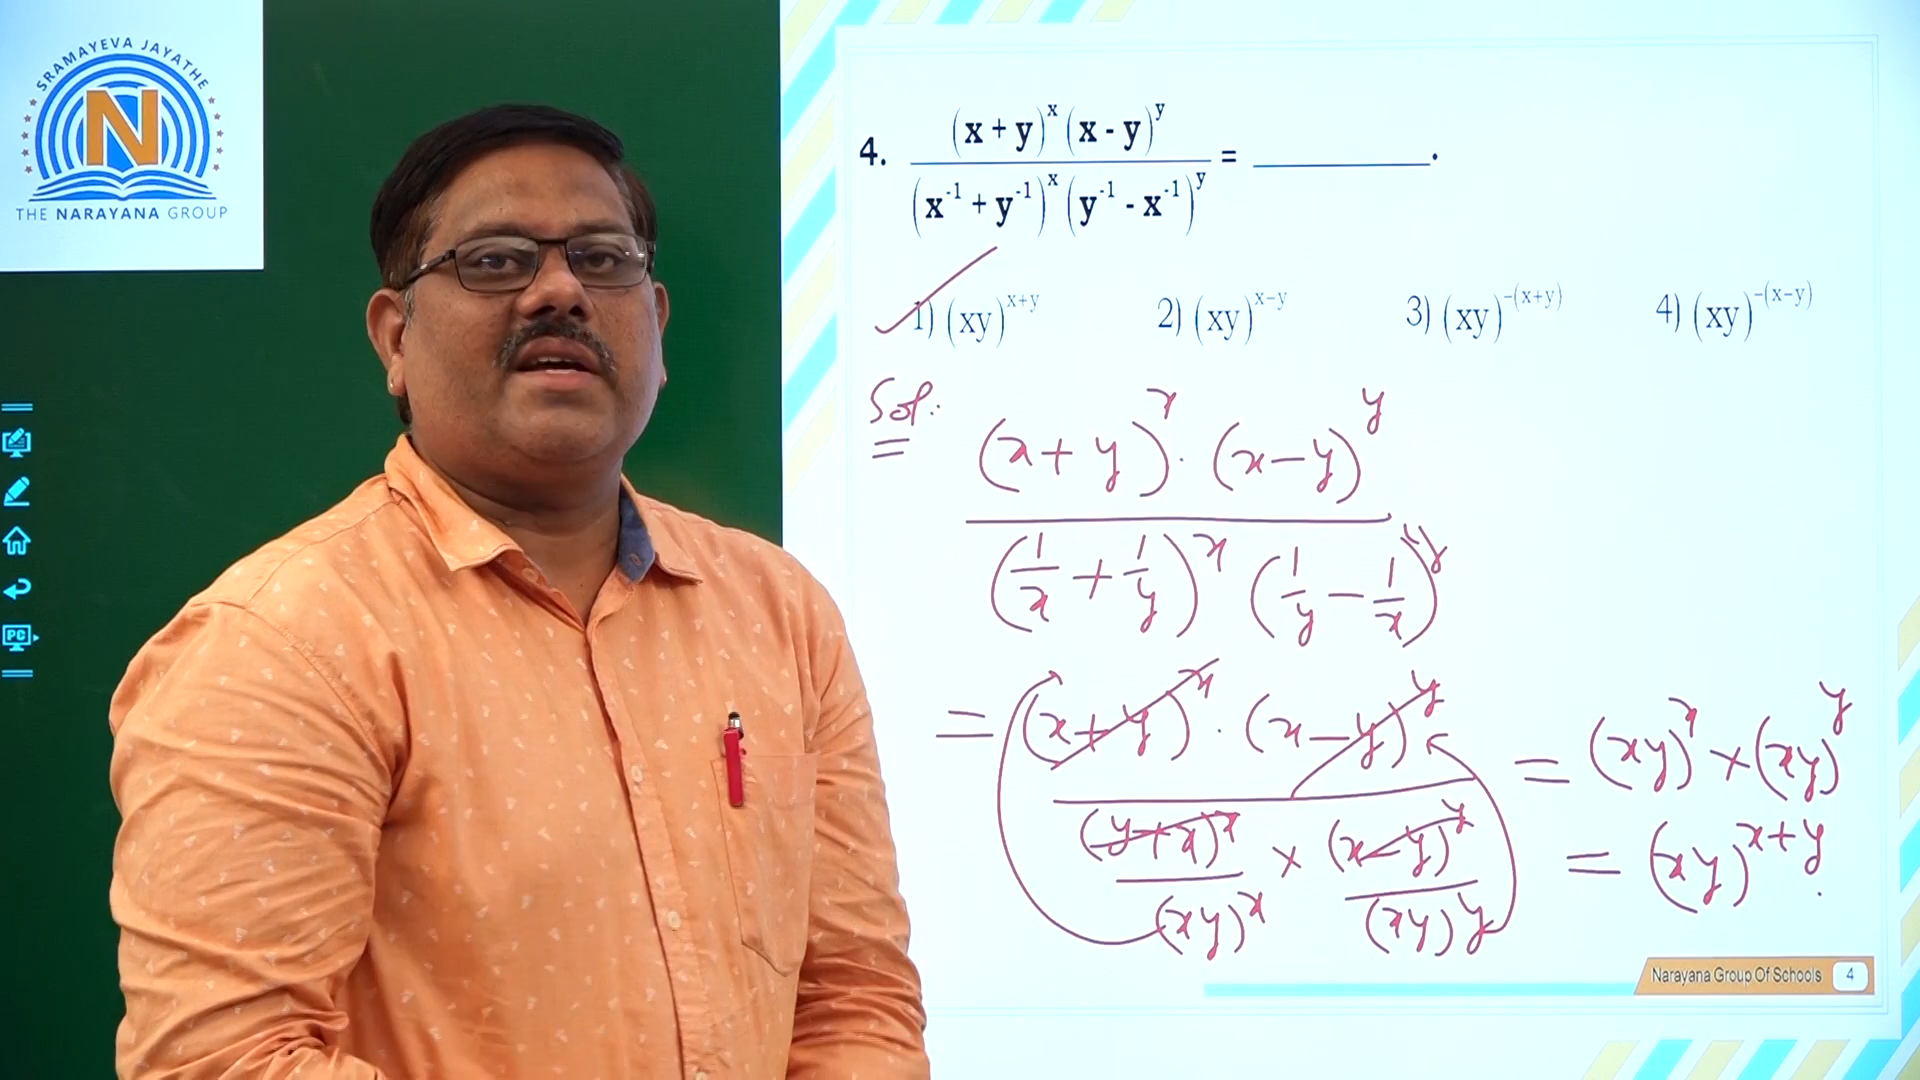 SRAMAYEVA JAYATHE
N
THE NARAYANA GROUP
4. (x + y)^x (x - y)^y / (x^-1 + y^-1)^x (y^-1 - x^-1)^y = ________.
1) (xy)^x+y 2) (xy)^x-y 3) (xy)^-(x+y) 4) (xy)^-(x-y)
Sol:
(x + y)^x . (x - y)^y
(1/x + 1/y)^x (1/y - 1/x)^y
= (x + y)^x . (x - y)^y
(y + x)^x / (xy)^x × (x - y)^y / (xy)^y
= (xy)^x × (xy)^y
= (xy)^x+y .
Narayana Group Of Schools 4
PC